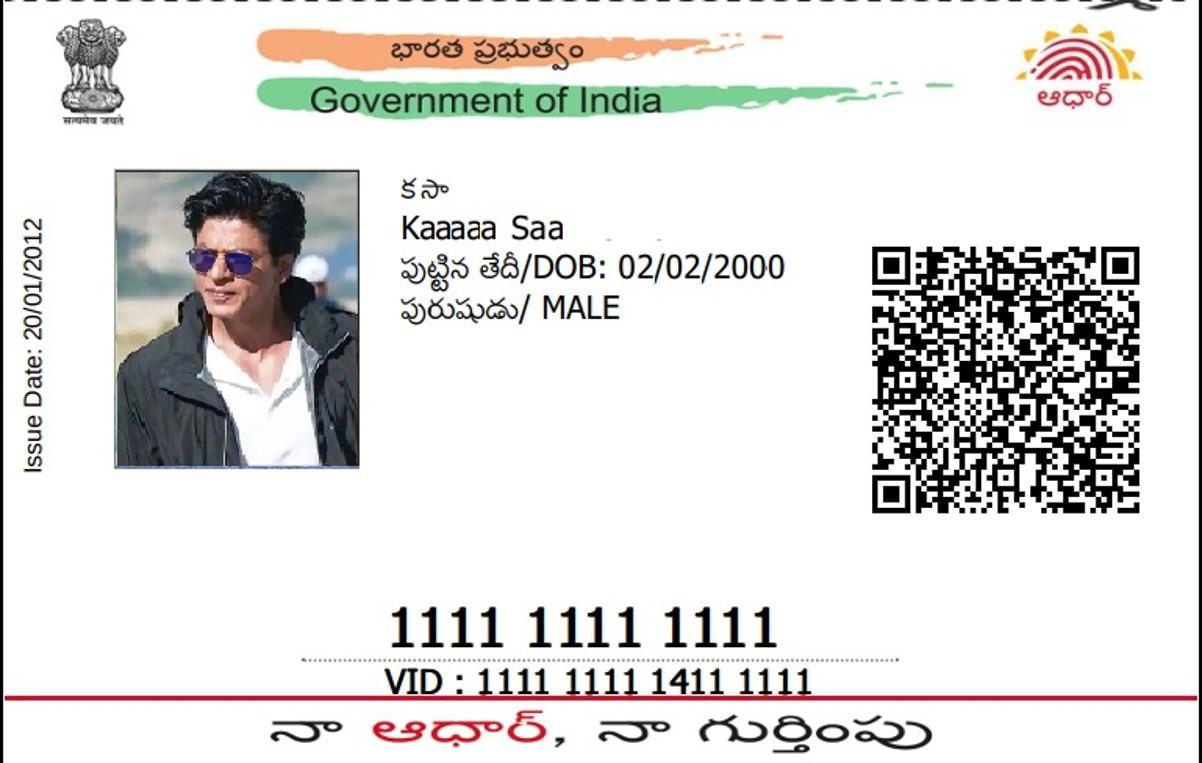 భారత ప్రభుత్వం
Government of India
सत्यमेव जयते
ఆధార్
Issue Date: 20/01/2012
కసా
Kaaaaa Saa
పుట్టిన తేదీ/DOB: 02/02/2000
పురుషుడు/ MALE
1111 1111 1111
VID : 1111 1111 1411 1111
నా ఆధార్, నా గుర్తింపు